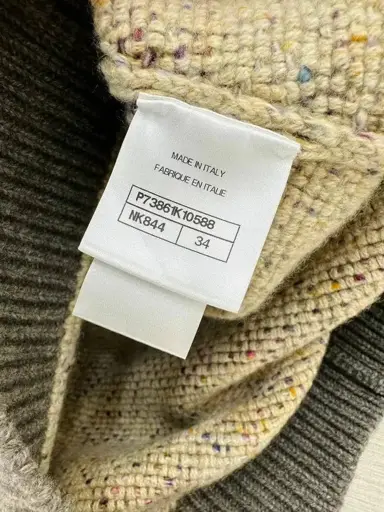 MADE IN ITALY
FABRIQUE EN ITALIE
P73861K10588
NK844 34